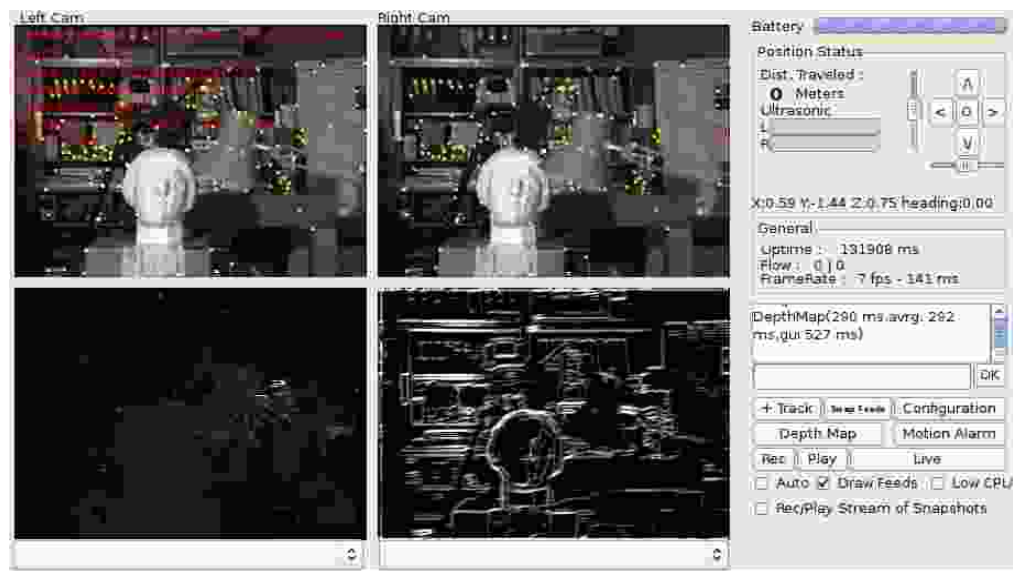 Left Cam
Right Cam
Battery
Position Status
Dist. Traveled :
0 Meters
Ultrasonic
L
R
< O >
X:0.59 Y:-1.44 Z:0.75 heading:0.00
General
Uptime : 131908 ms
Flow : 0 | 0
FrameRate : 7 fps - 141 ms
DepthMap(290 ms,avrg. 292
ms,gui 527 ms)
OK
+ Track Swap Feeds Configuration
Depth Map Motion Alarm
Rec Play Live
Auto Draw Feeds Low CPU
Rec/Play Stream of Snapshots